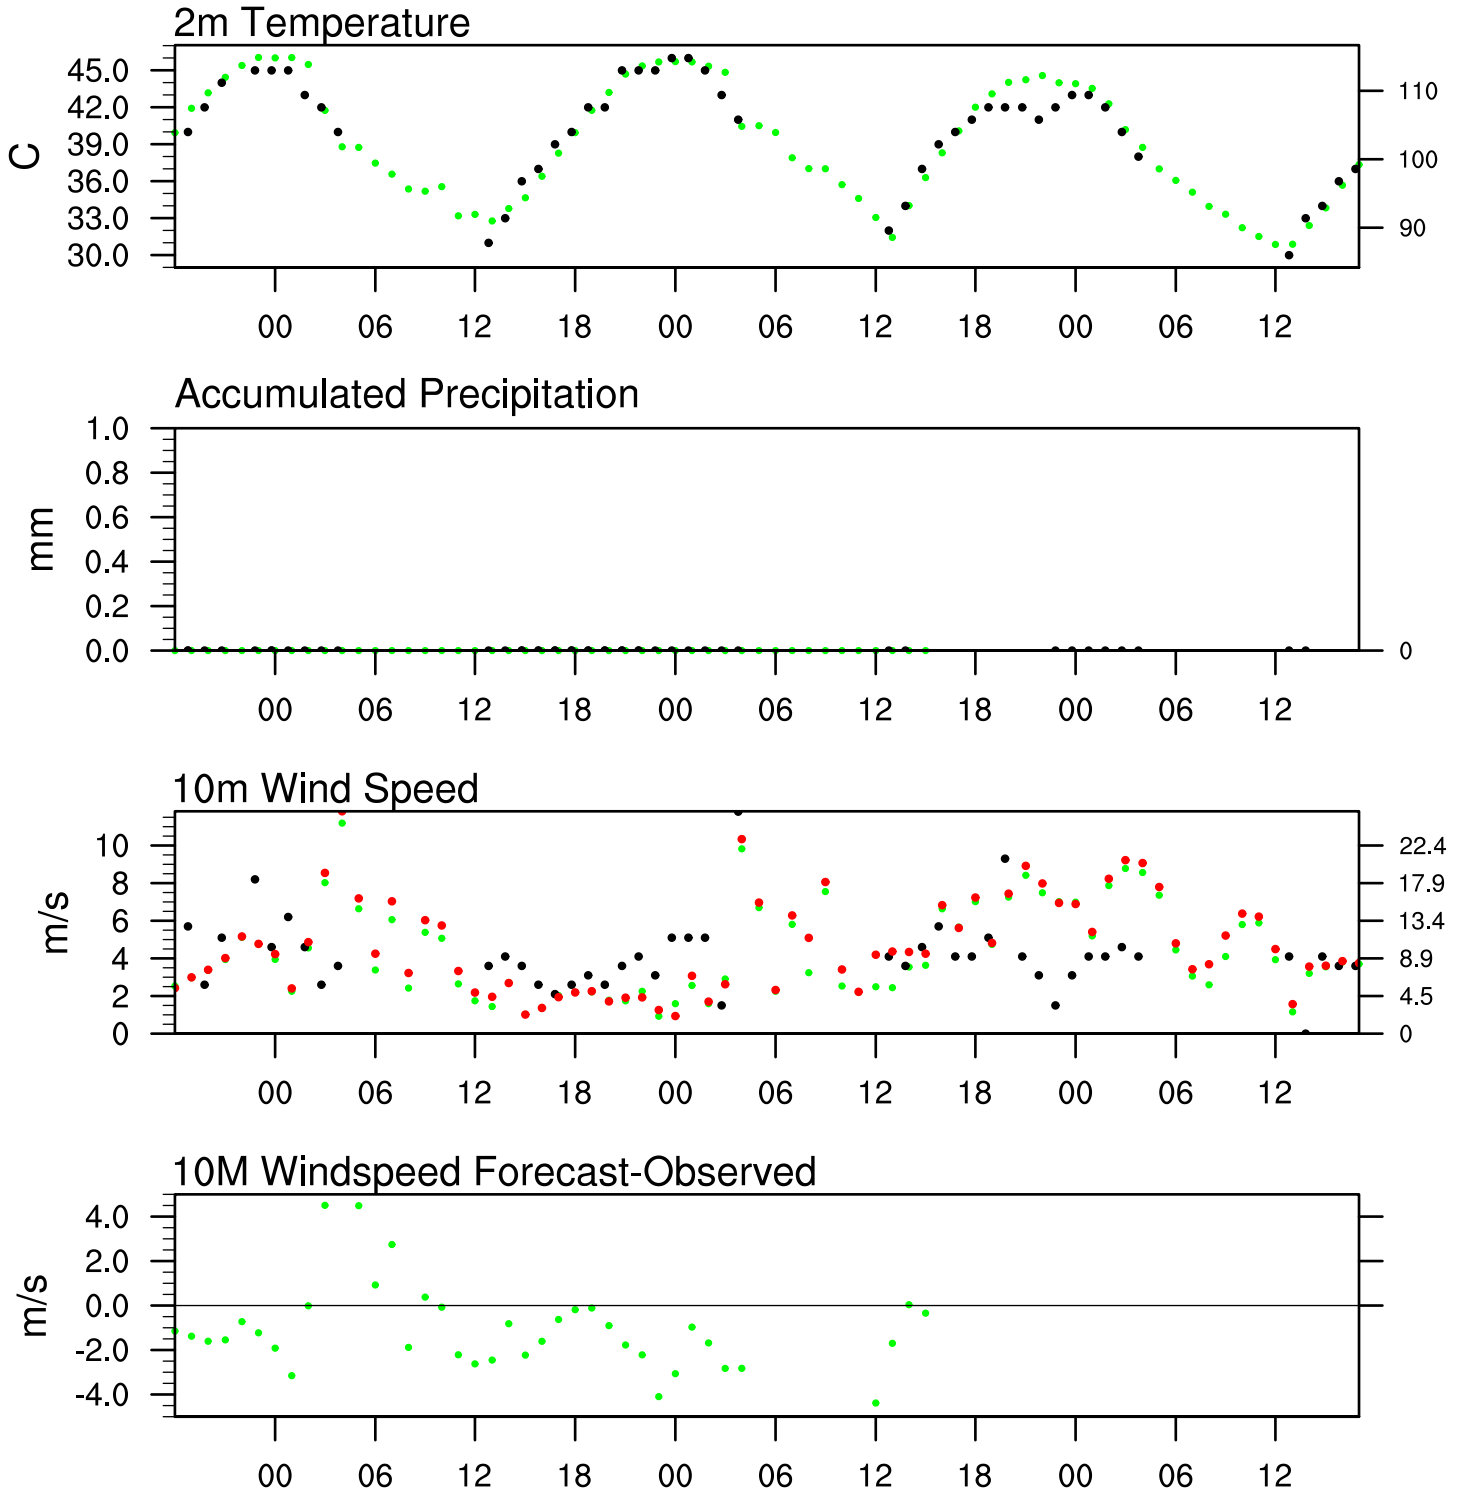 2m Temperature
45.0
42.0
39.0
36.0
33.0
30.0
C
110
100
90
00 06 12 18 00 06 12 18 00 06 12
Accumulated Precipitation
1.0
0.8
0.6
0.4
0.2
0.0
mm
0
00 06 12 18 00 06 12 18 00 06 12
10m Wind Speed
10
8
6
4
2
0
m/s
22.4
17.9
13.4
8.9
4.5
0
00 06 12 18 00 06 12 18 00 06 12
10M Windspeed Forecast-Observed
4.0
2.0
0.0
-2.0
-4.0
m/s
00 06 12 18 00 06 12 18 00 06 12